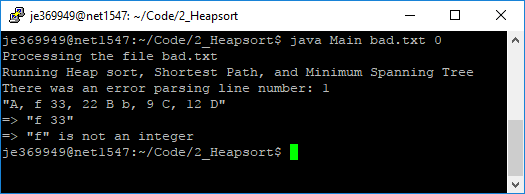 je369949@net1547: ~/Code/2_Heapsort
je369949@net1547:~/Code/2_Heapsort$ java Main bad.txt 0
Processing the file bad.txt
Running Heap sort, Shortest Path, and Minimum Spanning Tree
There was an error parsing line number: 1
"A, f 33, 22 B b, 9 C, 12 D"
=> "f 33"
=> "f" is not an integer
je369949@net1547:~/Code/2_Heapsort$